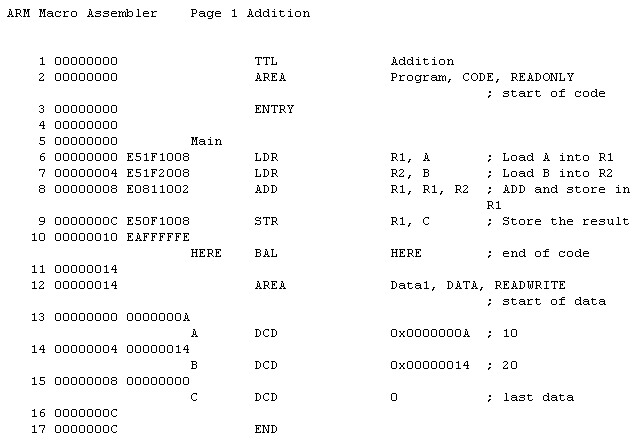 ARM Macro Assembler    Page 1 Addition
1 00000000                 TTL              Addition
2 00000000                 AREA             Program, CODE, READONLY
; start of code
3 00000000                 ENTRY
4 00000000
5 00000000         Main
6 00000000 E51F1008        LDR              R1, A       ; Load A into R1
7 00000004 E51F2008        LDR              R2, B       ; Load B into R2
8 00000008 E0811002        ADD              R1, R1, R2  ; ADD and store in
R1
9 0000000C E50F1008        STR              R1, C       ; Store the result
10 00000010 EAFFFFFE
HERE    BAL              HERE        ; end of code
11 00000014
12 00000014                 AREA             Data1, DATA, READWRITE
; start of data
13 00000000 0000000A
A       DCD              0x0000000A  ; 10
14 00000004 00000014
B       DCD              0x00000014  ; 20
15 00000008 00000000
C       DCD              0           ; last data
16 0000000C
17 0000000C                 END